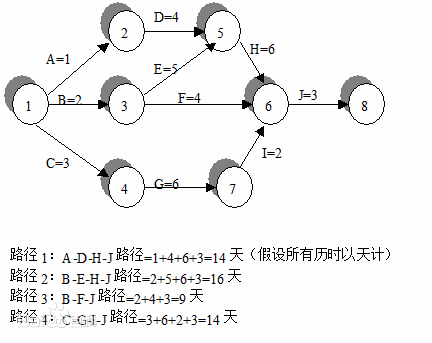 D=4
2
5
A=1
H=6
E=5
B=2
F=4
J=3
1
3
6
8
C=3
I=2
G=6
4
7
路径 1：A-D-H-J 路径=1+4+6+3=14 天（假设所有历时以天计）
路径 2：B-E-H-J 路径=2+5+6+3=16 天
路径 3：B-F-J 路径=2+4+3=9 天
路径 4：C-G-I-J 路径=3+6+2+3=14 天